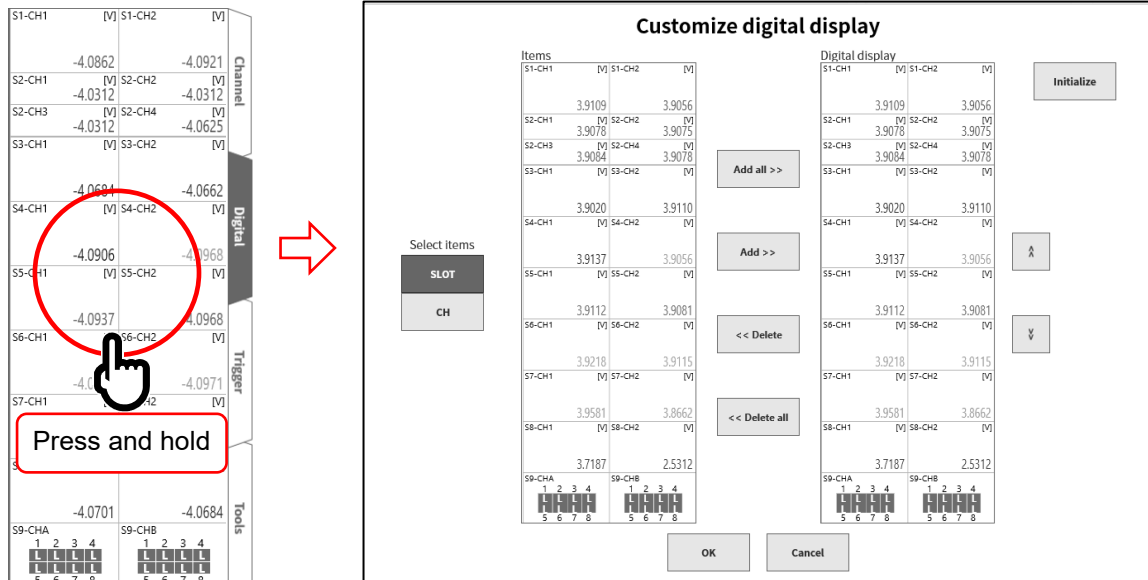 S1-CH1 [V] S1-CH2 [V]
-4.0862 -4.0921
S2-CH1 [V] S2-CH2 [V]
-4.0312 -4.0312
S2-CH3 [V] S2-CH4 [V]
-4.0312 -4.0625
S3-CH1 [V] S3-CH2 [V]
-4.0684 -4.0662
S4-CH1 [V] S4-CH2 [V]
-4.0906 -4.0968
S5-CH1 [V] S5-CH2 [V]
-4.0937 -4.0968
S6-CH1 S6-CH2 [V]
-4.0971
S7-CH1 [V]
Press and hold
-4.0701 -4.0684
S9-CHA S9-CHB
1 2 3 4 1 2 3 4
L L L L L L L L
L L L L L L L L
5 6 7 8 5 6 7 8
Channel
Digital
Trigger
Tools
Customize digital display
Select items
SLOT
CH
Items
S1-CH1 [V] S1-CH2 [V]
3.9109 3.9056
S2-CH1 [V] S2-CH2 [V]
3.9078 3.9075
S2-CH3 [V] S2-CH4 [V]
3.9084 3.9078
S3-CH1 [V] S3-CH2 [V]
3.9020 3.9110
S4-CH1 [V] S4-CH2 [V]
3.9137 3.9056
S5-CH1 [V] S5-CH2 [V]
3.9112 3.9081
S6-CH1 [V] S6-CH2 [V]
3.9218 3.9115
S7-CH1 [V] S7-CH2 [V]
3.9581 3.8662
S8-CH1 [V] S8-CH2 [V]
3.7187 2.5312
S9-CHA S9-CHB
1 2 3 4 1 2 3 4
5 6 7 8 5 6 7 8
Add all >>
Add >>
<< Delete
<< Delete all
Digital display
S1-CH1 [V] S1-CH2 [V]
3.9109 3.9056
S2-CH1 [V] S2-CH2 [V]
3.9078 3.9075
S2-CH3 [V] S2-CH4 [V]
3.9084 3.9078
S3-CH1 [V] S3-CH2 [V]
3.9020 3.9110
S4-CH1 [V] S4-CH2 [V]
3.9137 3.9056
S5-CH1 [V] S5-CH2 [V]
3.9112 3.9081
S6-CH1 [V] S6-CH2 [V]
3.9218 3.9115
S7-CH1 [V] S7-CH2 [V]
3.9581 3.8662
S8-CH1 [V] S8-CH2 [V]
3.7187 2.5312
S9-CHA S9-CHB
1 2 3 4 1 2 3 4
5 6 7 8 5 6 7 8
Initialize
OK
Cancel